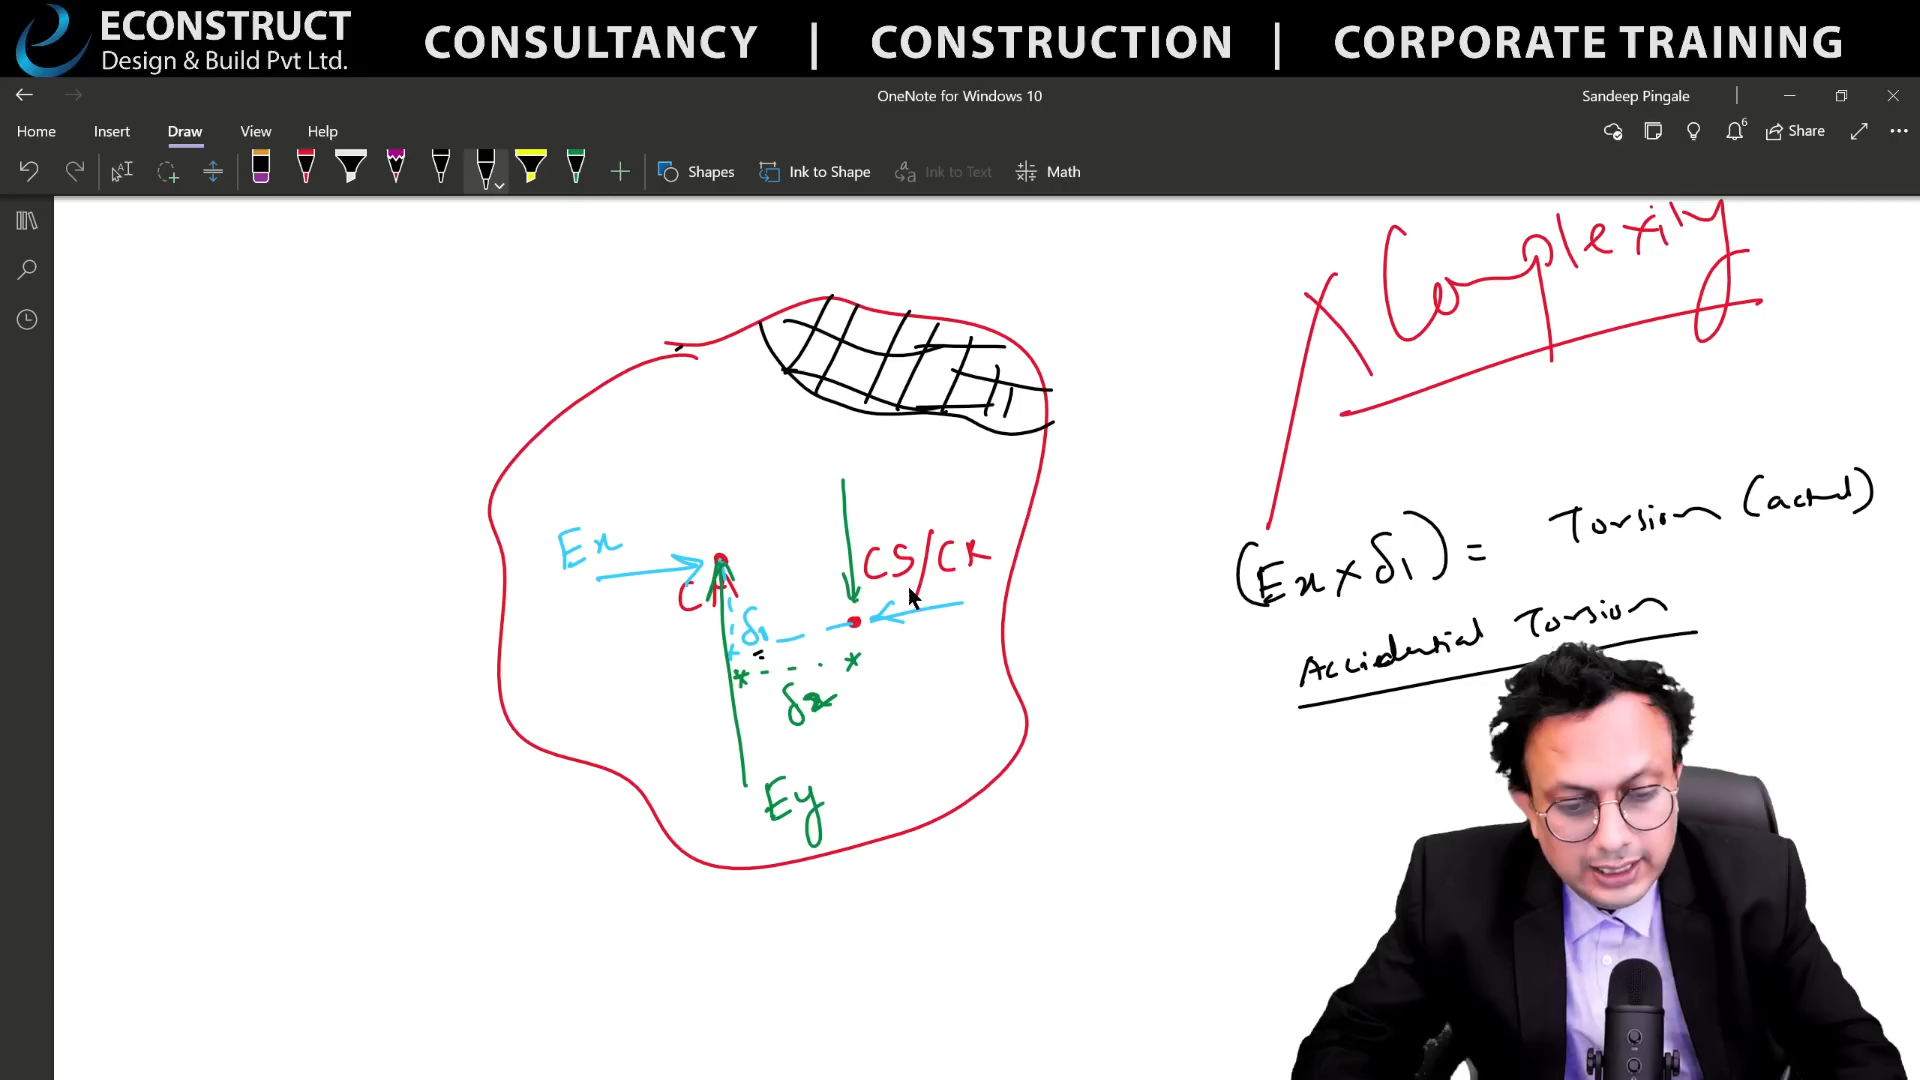 ECONSTRUCT
Design & Build Pvt Ltd.
CONSULTANCY | CONSTRUCTION | CORPORATE TRAINING
OneNote for Windows 10
Sandeep Pingale
Home Insert Draw View Help
6
Share
Shapes
Ink to Shape
Ink to Text
Math
Complexity
(Ex × δ1) = Torsion (actual)
Accidential Torsion
Ex
CS/CR
δ1
Ey